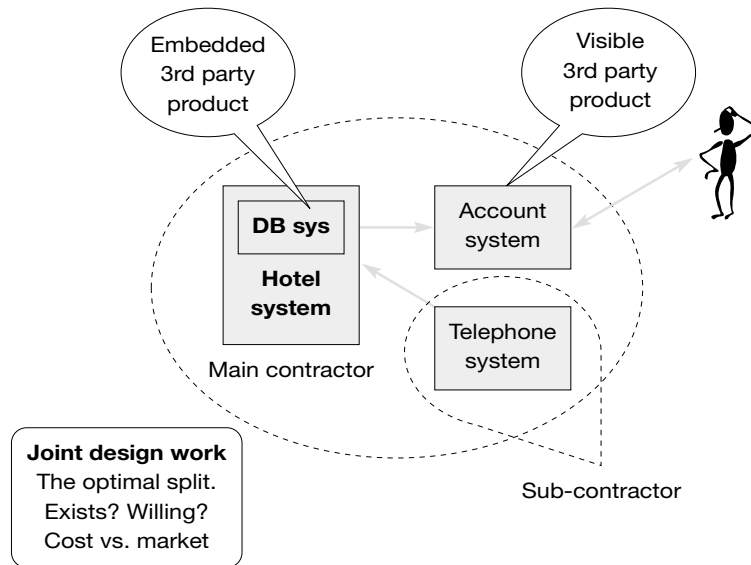 Embedded
3rd party
product
Visible
3rd party
product
DB sys
Hotel
system
Account
system
Telephone
system
Main contractor
Sub-contractor
Joint design work
The optimal split.
Exists? Willing?
Cost vs. market